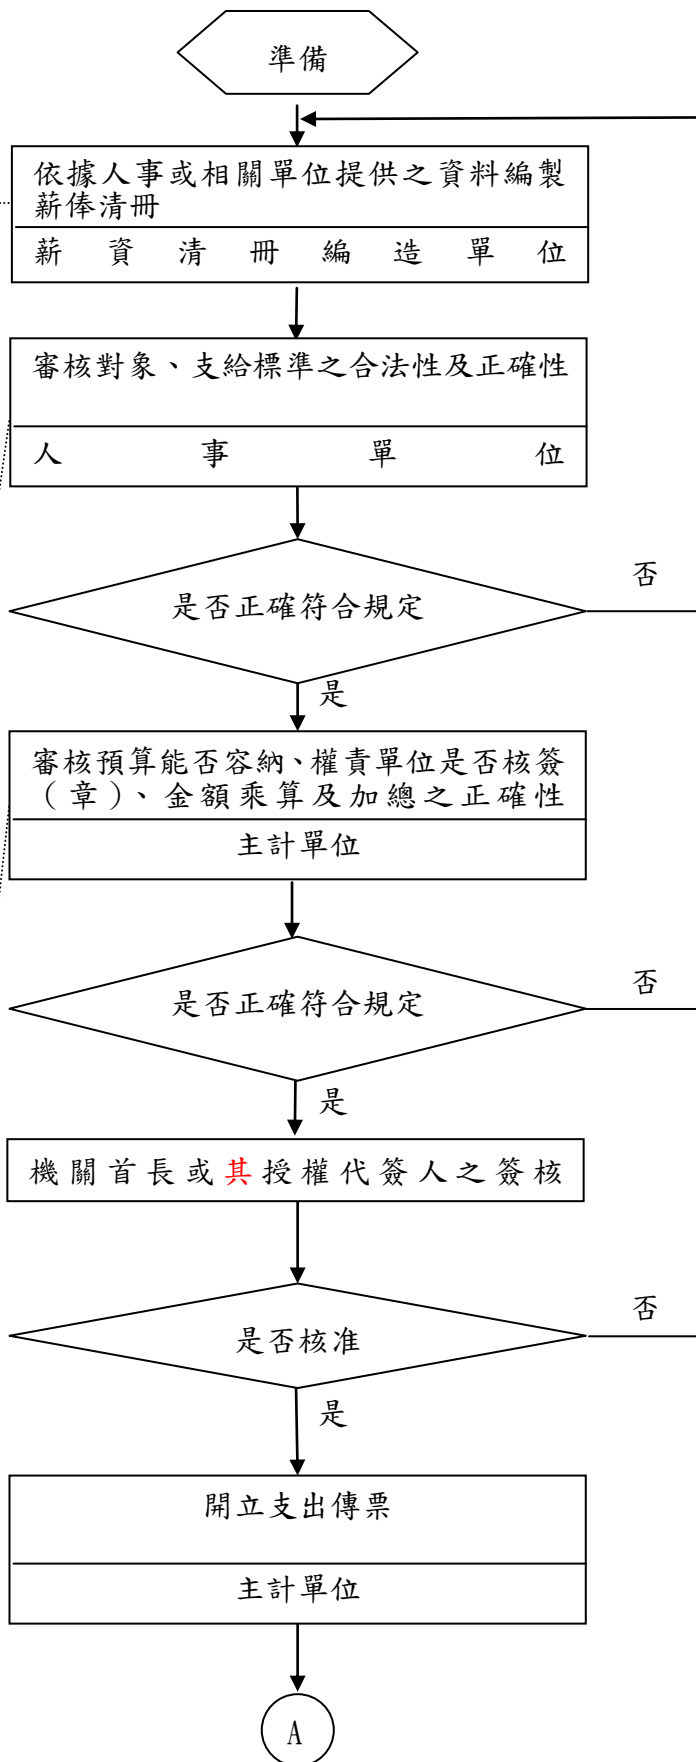 準備
依據人事或相關單位提供之資料編製
薪俸清冊
薪資清冊編造單位
審核對象、支給標準之合法性及正確性
人事單位
是否正確符合規定
否
是
審核預算能否容納、權責單位是否核簽
（章）、金額乘算及加總之正確性
主計單位
是否正確符合規定
否
是
機關首長或其授權代簽人之簽核
是否核准
否
是
開立支出傳票
主計單位
A